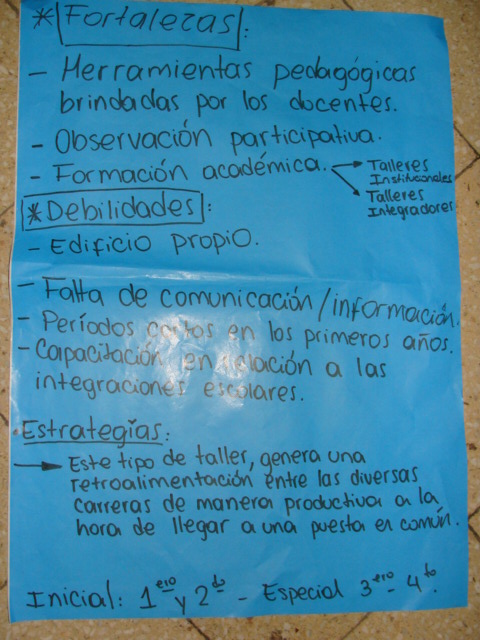 * Fortalezas:
- Herramientas pedagógicas
brindadas por los docentes.
- Observación participativa.
- Formación académica. → Talleres
Institucionales
→ Talleres
Integradores
* Debilidades:
- Edificio propio.
- Falta de comunicación/información.
- Períodos cortos en los primeros años.
- Capacitación en relación a las
integraciones escolares.
Estrategias:
→ Este tipo de taller, genera una
retroalimentación entre las diversas
carreras de manera productiva a la
hora de llegar a una puesta en común.
Inicial: 1ero y 2do - Especial 3ero - 4to.